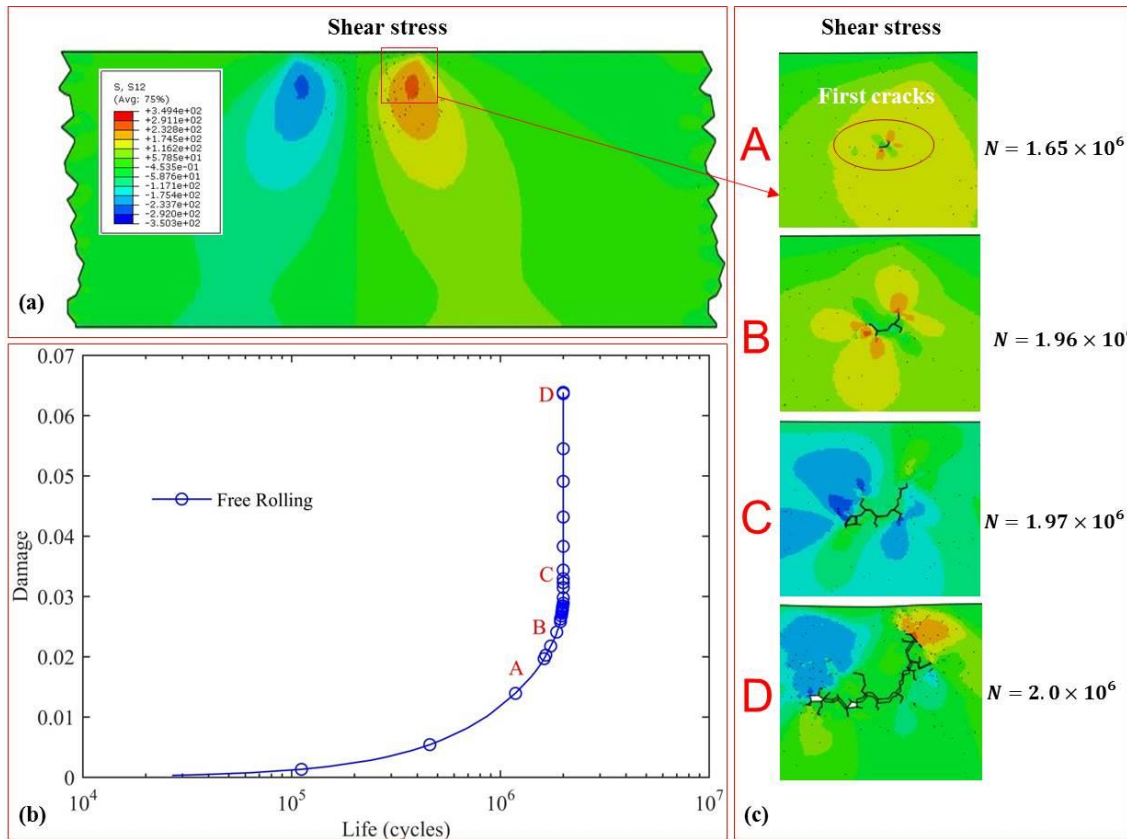 Shear stress
S, S12
(Avg: 75%)
+3.494e+02
+2.911e+02
+2.328e+02
+1.745e+02
+1.162e+02
+5.785e+01
-4.535e-01
-5.876e+01
-1.171e+02
-1.754e+02
-2.337e+02
-2.920e+02
-3.503e+02
(a)
0.07
0.06
0.05
0.04
0.03
0.02
0.01
0
Damage
D
C
B
A
Free Rolling
10⁴
10⁵
10⁶
10⁷
Life (cycles)
(b)
Shear stress
First cracks
A
N = 1.65 × 10⁶
B
N = 1.96 × 10
C
N = 1.97 × 10⁶
D
N = 2.0 × 10⁶
(c)